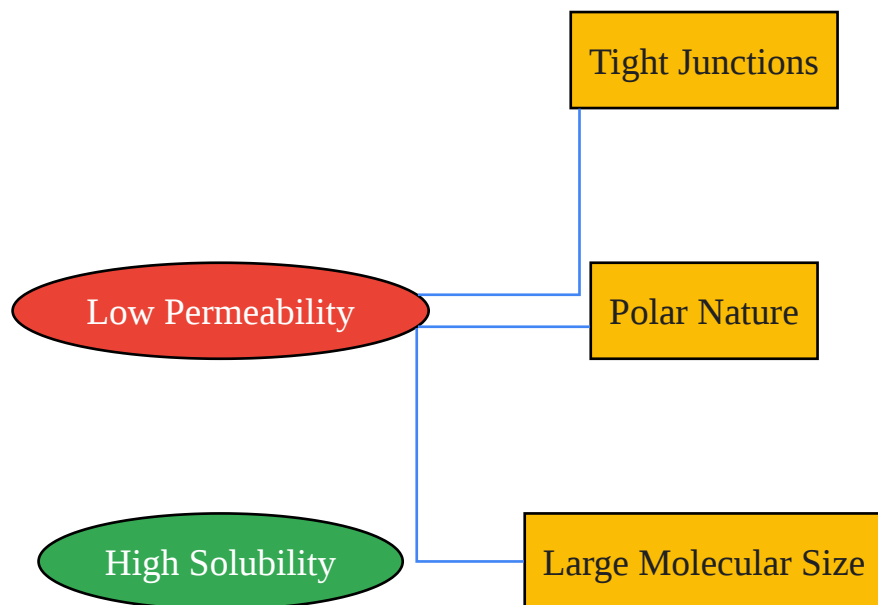 Tight Junctions
Low Permeability
Polar Nature
High Solubility
Large Molecular Size